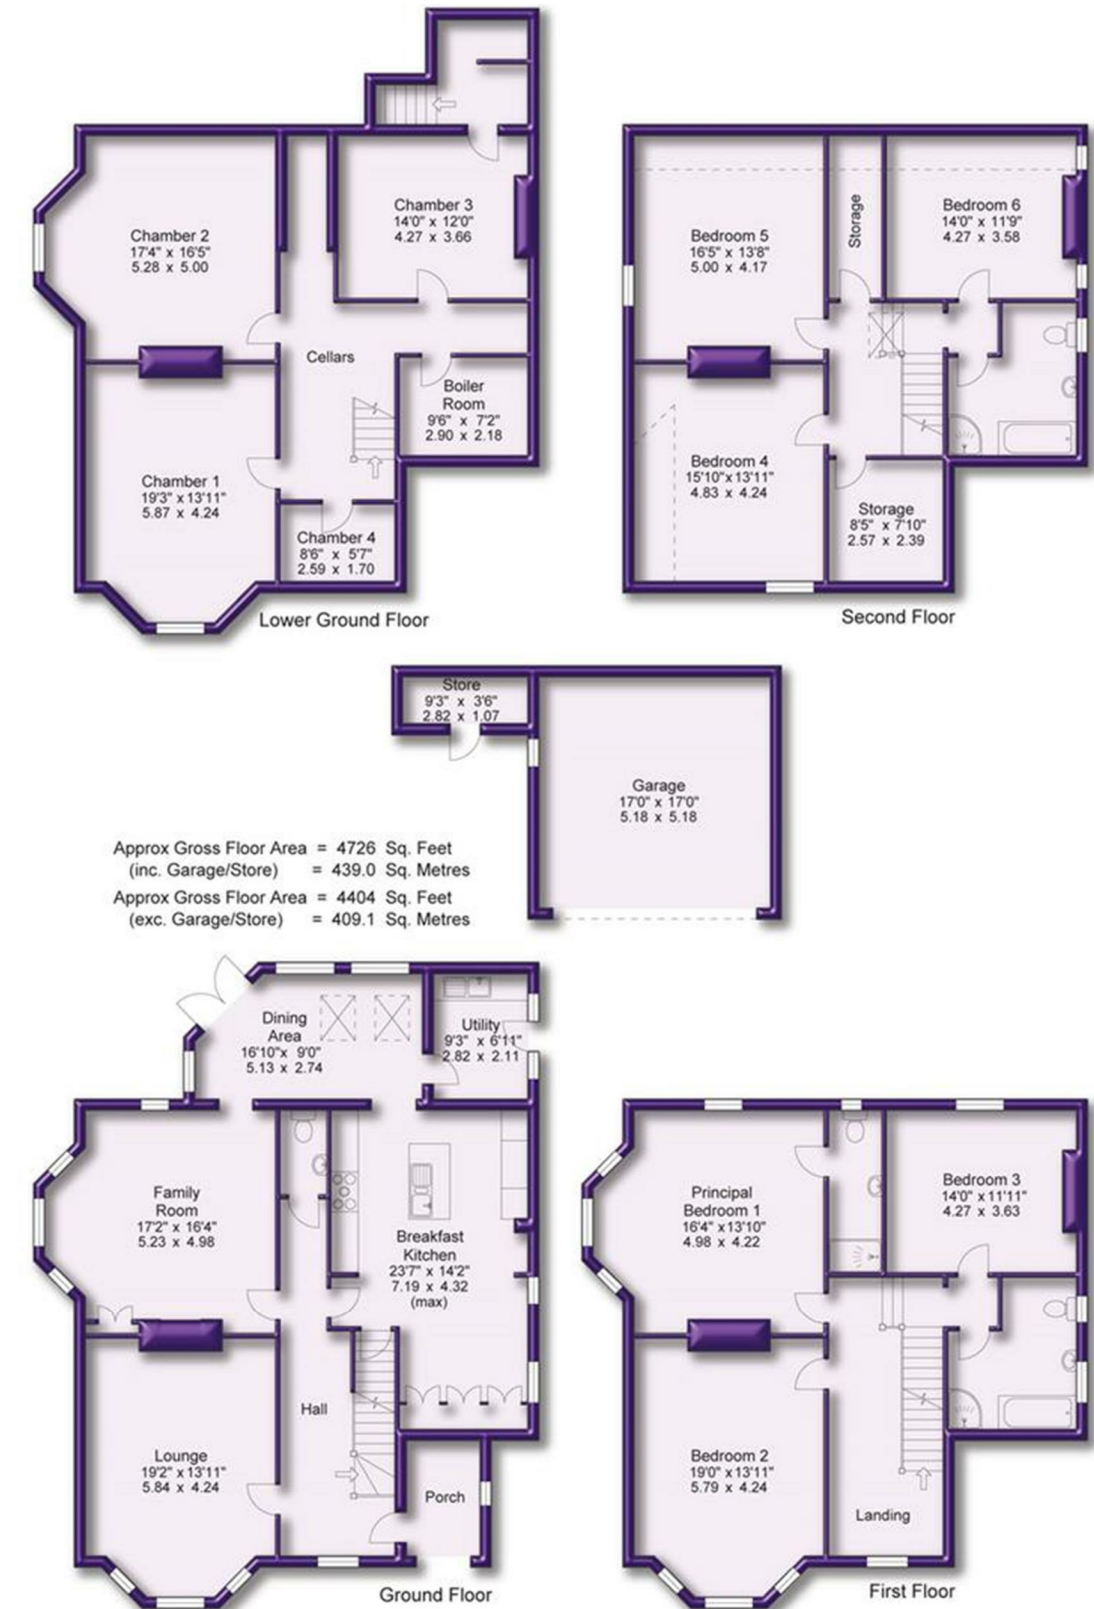 Chamber 2
17'4" x 16'5"
5.28 x 5.00
Chamber 3
14'0" x 12'0"
4.27 x 3.66
Cellars
Boiler
Room
9'6" x 7'2"
2.90 x 2.18
Chamber 1
19'3" x 13'11"
5.87 x 4.24
Chamber 4
8'6" x 5'7"
2.59 x 1.70
Lower Ground Floor
Bedroom 5
16'5" x 13'8"
5.00 x 4.17
Storage
Bedroom 6
14'0" x 11'9"
4.27 x 3.58
Bedroom 4
15'10" x 13'11"
4.83 x 4.24
Storage
8'5" x 7'10"
2.57 x 2.39
Second Floor
Store
9'3" x 3'6"
2.82 x 1.07
Garage
17'0" x 17'0"
5.18 x 5.18
Approx Gross Floor Area = 4726 Sq. Feet
(inc. Garage/Store) = 439.0 Sq. Metres
Approx Gross Floor Area = 4404 Sq. Feet
(exc. Garage/Store) = 409.1 Sq. Metres
Dining
Area
16'10" x 9'0"
5.13 x 2.74
Utility
9'3" x 6'11"
2.82 x 2.11
Family
Room
17'2" x 16'4"
5.23 x 4.98
Breakfast
Kitchen
23'7" x 14'2"
7.19 x 4.32
(max)
Hall
Lounge
19'2" x 13'11"
5.84 x 4.24
Porch
Ground Floor
Principal
Bedroom 1
16'4" x 13'10"
4.98 x 4.22
Bedroom 3
14'0" x 11'11"
4.27 x 3.63
Bedroom 2
19'0" x 13'11"
5.79 x 4.24
Landing
First Floor